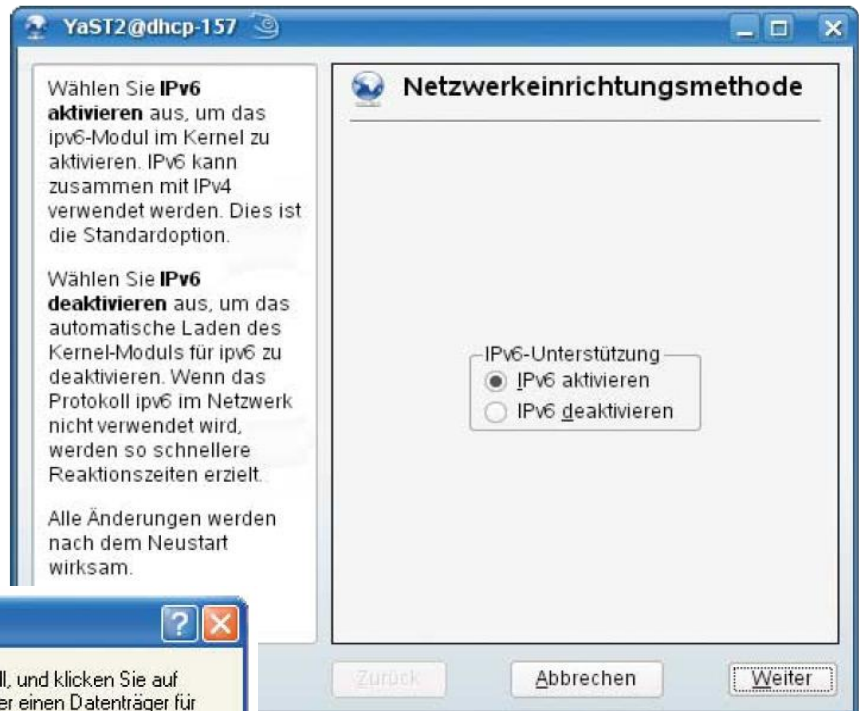 YaST2@dhcp-157
Wählen Sie IPv6
aktivieren aus, um das
ipv6-Modul im Kernel zu
aktivieren. IPv6 kann
zusammen mit IPv4
verwendet werden. Dies ist
die Standardoption.
Wählen Sie IPv6
deaktivieren aus, um das
automatische Laden des
Kernel-Moduls für ipv6 zu
deaktivieren. Wenn das
Protokoll ipv6 im Netzwerk
nicht verwendet wird,
werden so schnellere
Reaktionszeiten erzielt.
Alle Änderungen werden
nach dem Neustart
wirksam.
Netzwerkeinrichtungsmethode
IPv6-Unterstützung
IPv6 aktivieren
IPv6 deaktivieren
Zurück
Abbrechen
Weiter
und klicken Sie auf
einen Datenträger für